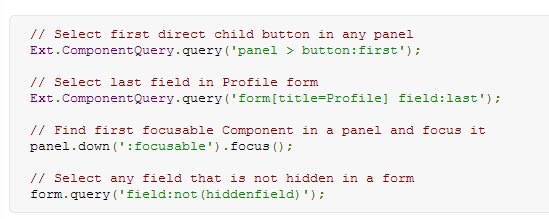 // Select first direct child button in any panel
Ext.ComponentQuery.query('panel > button:first');
// Select last field in Profile form
Ext.ComponentQuery.query('form[title=Profile] field:last');
// Find first focusable Component in a panel and focus it
panel.down(':focusable').focus();
// Select any field that is not hidden in a form
form.query('field:not(hiddenfield)');